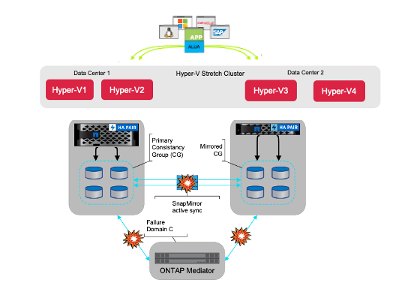 SAP
APP
ALUA
Data Center 1
Hyper-V Stretch Cluster
Data Center 2
Hyper-V1
Hyper-V2
Hyper-V3
Hyper-V4
HA PAIR
HA PAIR
Primary
Consistency
Group (CG)
Mirrored
CG
SnapMirror
active sync
Failure
Domain C
ONTAP Mediator